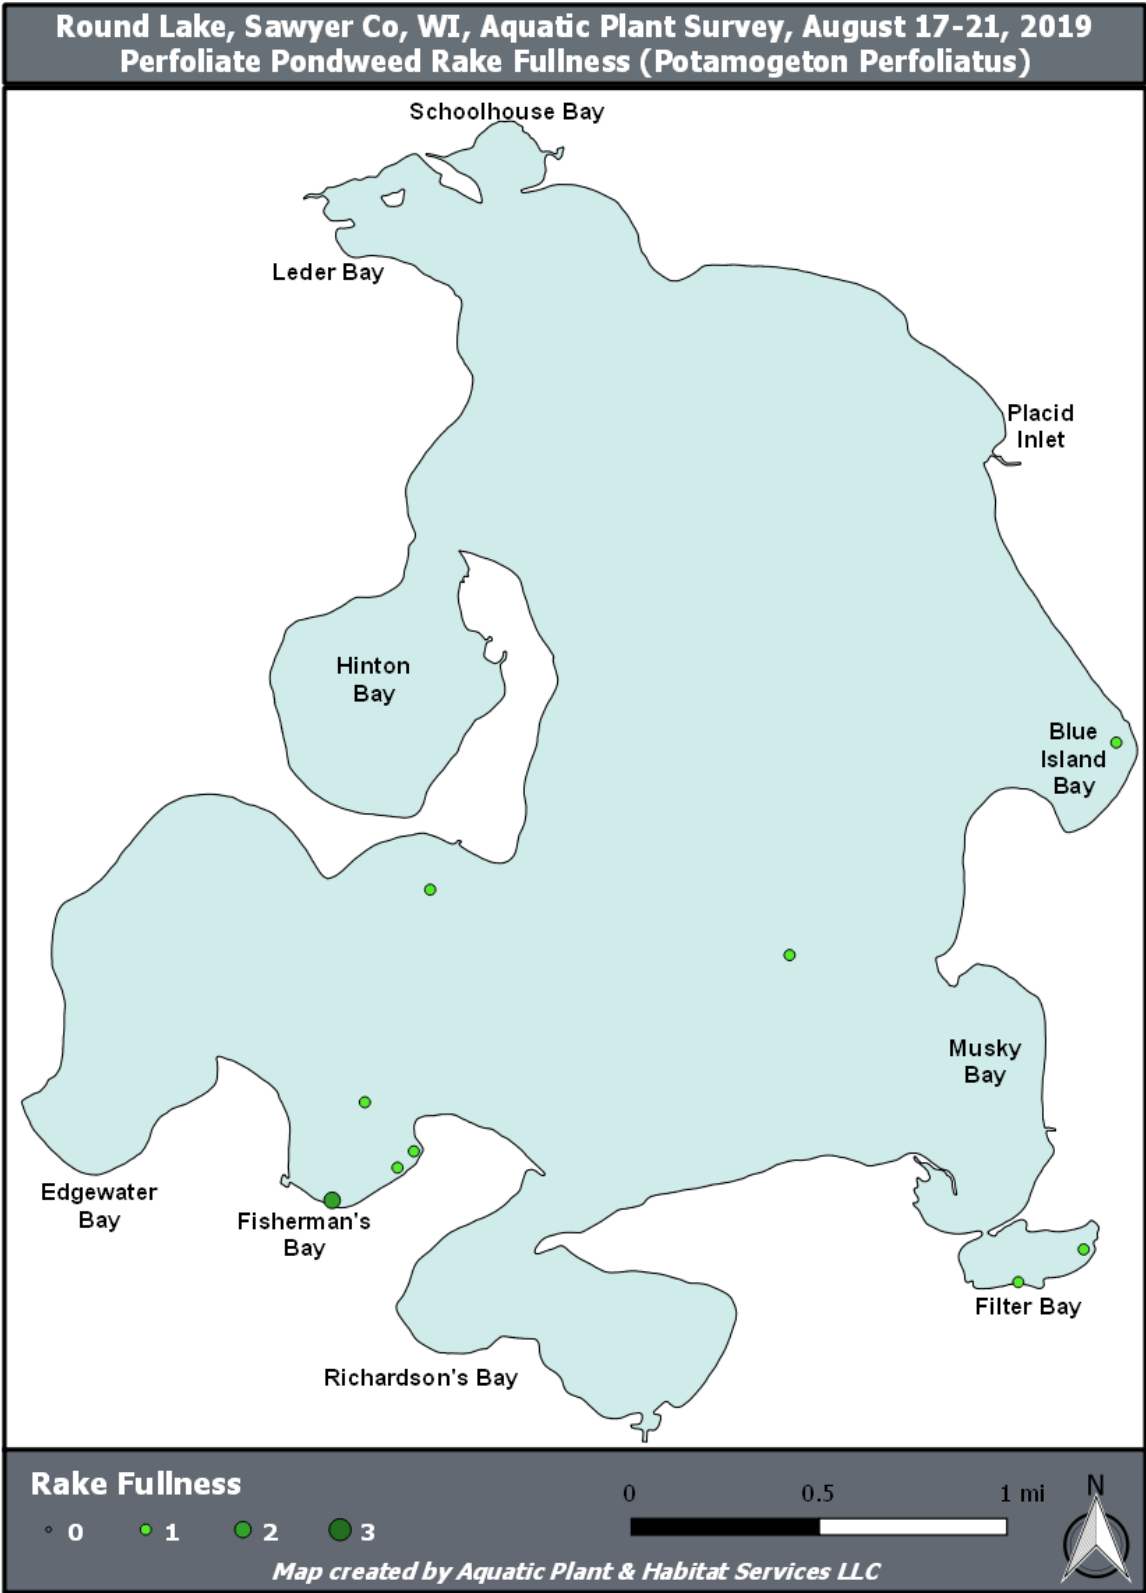 Round Lake, Sawyer Co, WI, Aquatic Plant Survey, August 17-21, 2019
Perfoliate Pondweed Rake Fullness (Potamogeton Perfoliatus)
Schoolhouse Bay
Leder Bay
Placid
Inlet
Hinton
Bay
Blue
Island
Bay
Musky
Bay
Edgewater
Bay
Fisherman's
Bay
Filter Bay
Richardson's Bay
Rake Fullness
0 1 2 3
0 0.5 1 mi
N
Map created by Aquatic Plant & Habitat Services LLC